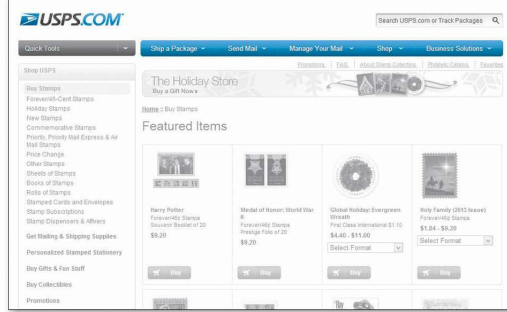 USPS.COM
Search USPS.com or Track Packages
Quick Tools
Ship a Package
Send Mail
Manage Your Mail
Shop
Business Solutions
Shop USPS
Promotions
FAQ
About Stamp Collecting
Philatelic Catalog
Favorites
The Holiday Store
Buy a Gift Now
Home :: Buy Stamps
Buy Stamps
Forever/46-Cent Stamps
Holiday Stamps
New Stamps
Commemorative Stamps
Priority, Priority Mail Express & Air
Mail Stamps
Price Change
Other Stamps
Sheets of Stamps
Books of Stamps
Rolls of Stamps
Stamped Cards and Envelopes
Stamp Subscriptions
Stamp Dispensers & Affixers
Get Mailing & Shipping Supplies
Personalized Stamped Stationery
Buy Gifts & Fun Stuff
Buy Collectibles
Promotions
Featured Items
Harry Potter
Forever/46¢ Stamps
Souvenir Booklet of 20
$9.20
Buy
Medal of Honor: World War
II
Forever/46¢ Stamps
Prestige Folio of 20
$9.20
Buy
Global Holiday: Evergreen
Wreath
First Class International $1.10
$4.40 - $11.00
Select Format
Buy
Holy Family (2013 Issue)
Forever/46¢ Stamps
$1.84 - $9.20
Select Format
Buy